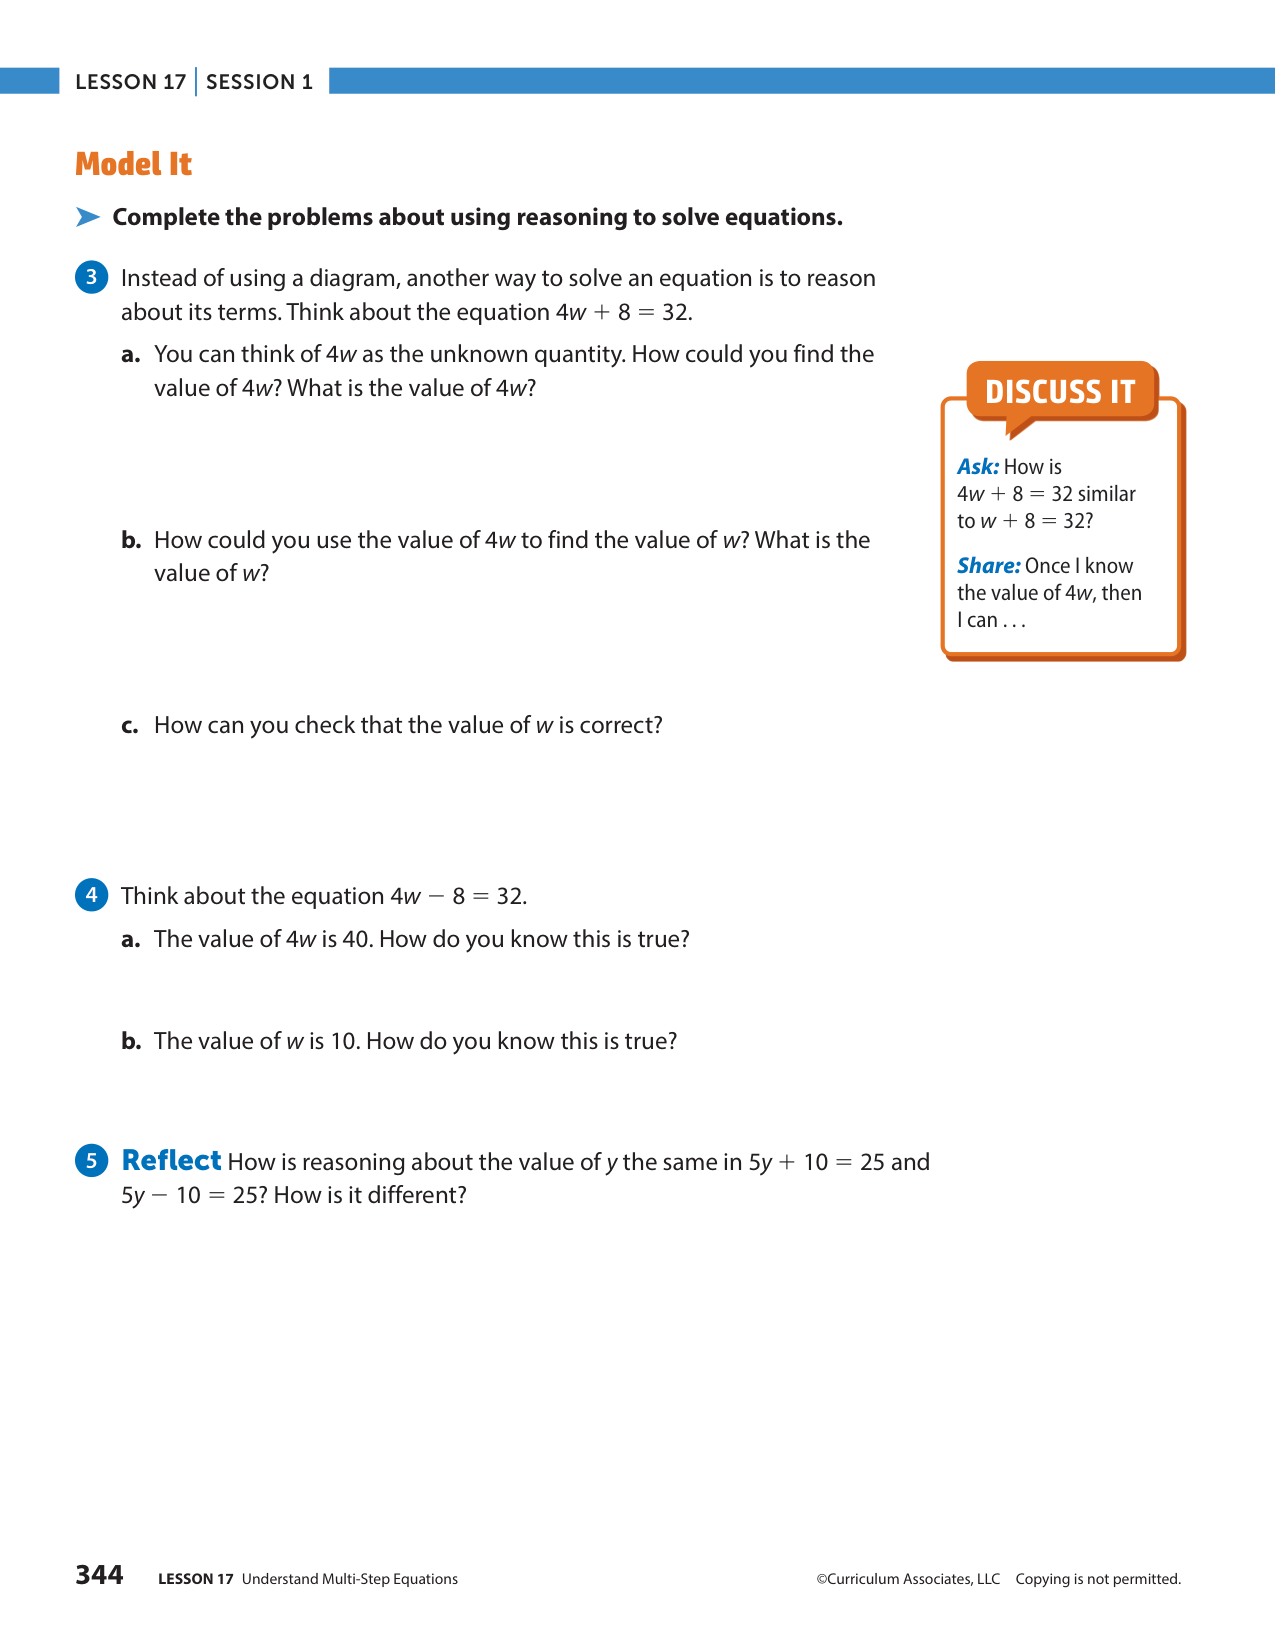 LESSON 17 | SESSION 1
Model It
➤ Complete the problems about using reasoning to solve equations.
3 Instead of using a diagram, another way to solve an equation is to reason
about its terms. Think about the equation 4w + 8 = 32.
a. You can think of 4w as the unknown quantity. How could you find the
value of 4w? What is the value of 4w?
b. How could you use the value of 4w to find the value of w? What is the
value of w?
c. How can you check that the value of w is correct?
DISCUSS IT
Ask: How is
4w + 8 = 32 similar
to w + 8 = 32?
Share: Once I know
the value of 4w, then
I can . . .
4 Think about the equation 4w − 8 = 32.
a. The value of 4w is 40. How do you know this is true?
b. The value of w is 10. How do you know this is true?
5 Reflect How is reasoning about the value of y the same in 5y + 10 = 25 and
5y − 10 = 25? How is it different?
344 LESSON 17 Understand Multi-Step Equations
©Curriculum Associates, LLC Copying is not permitted.